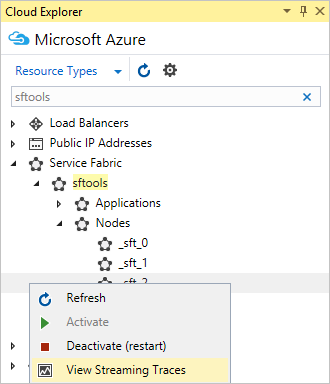 Cloud Explorer
Microsoft Azure
Resource Types
sftools
Load Balancers
Public IP Addresses
Service Fabric
sftools
Applications
Nodes
_sft_0
_sft_1
_sft_2
Refresh
Activate
Deactivate (restart)
View Streaming Traces